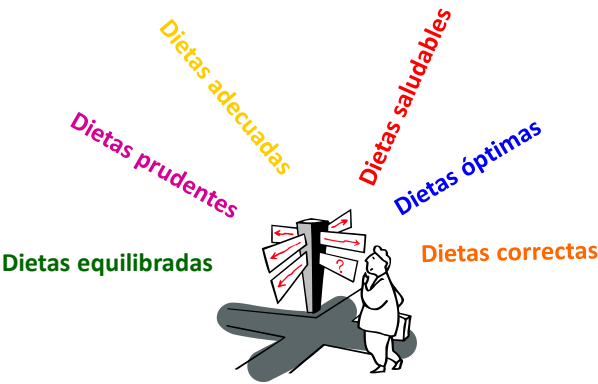 Dietas equilibradas
Dietas prudentes
Dietas adecuadas
Dietas saludables
Dietas óptimas
Dietas correctas
?